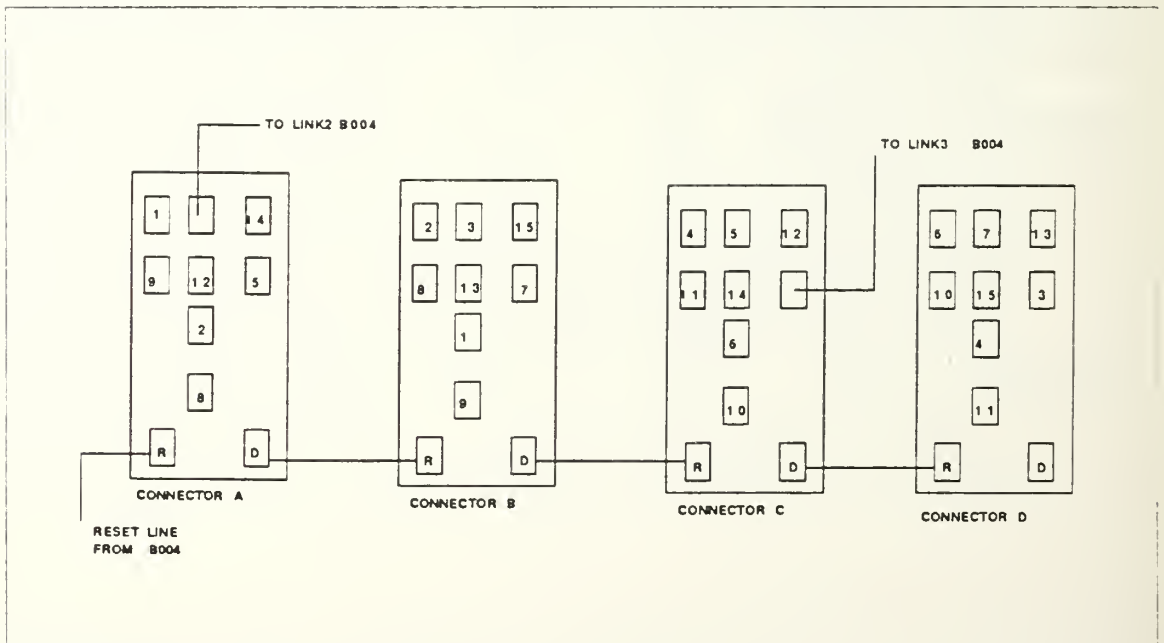 TO LINK2 B004
TO LINK3 B004
1 14
9 12 5
2
8
R D
CONNECTOR A
RESET LINE
FROM B004
2 3 15
8 13 7
1
9
R D
CONNECTOR B
4 5 12
11 14
6
10
R D
CONNECTOR C
6 7 13
10 15 3
4
11
R D
CONNECTOR D